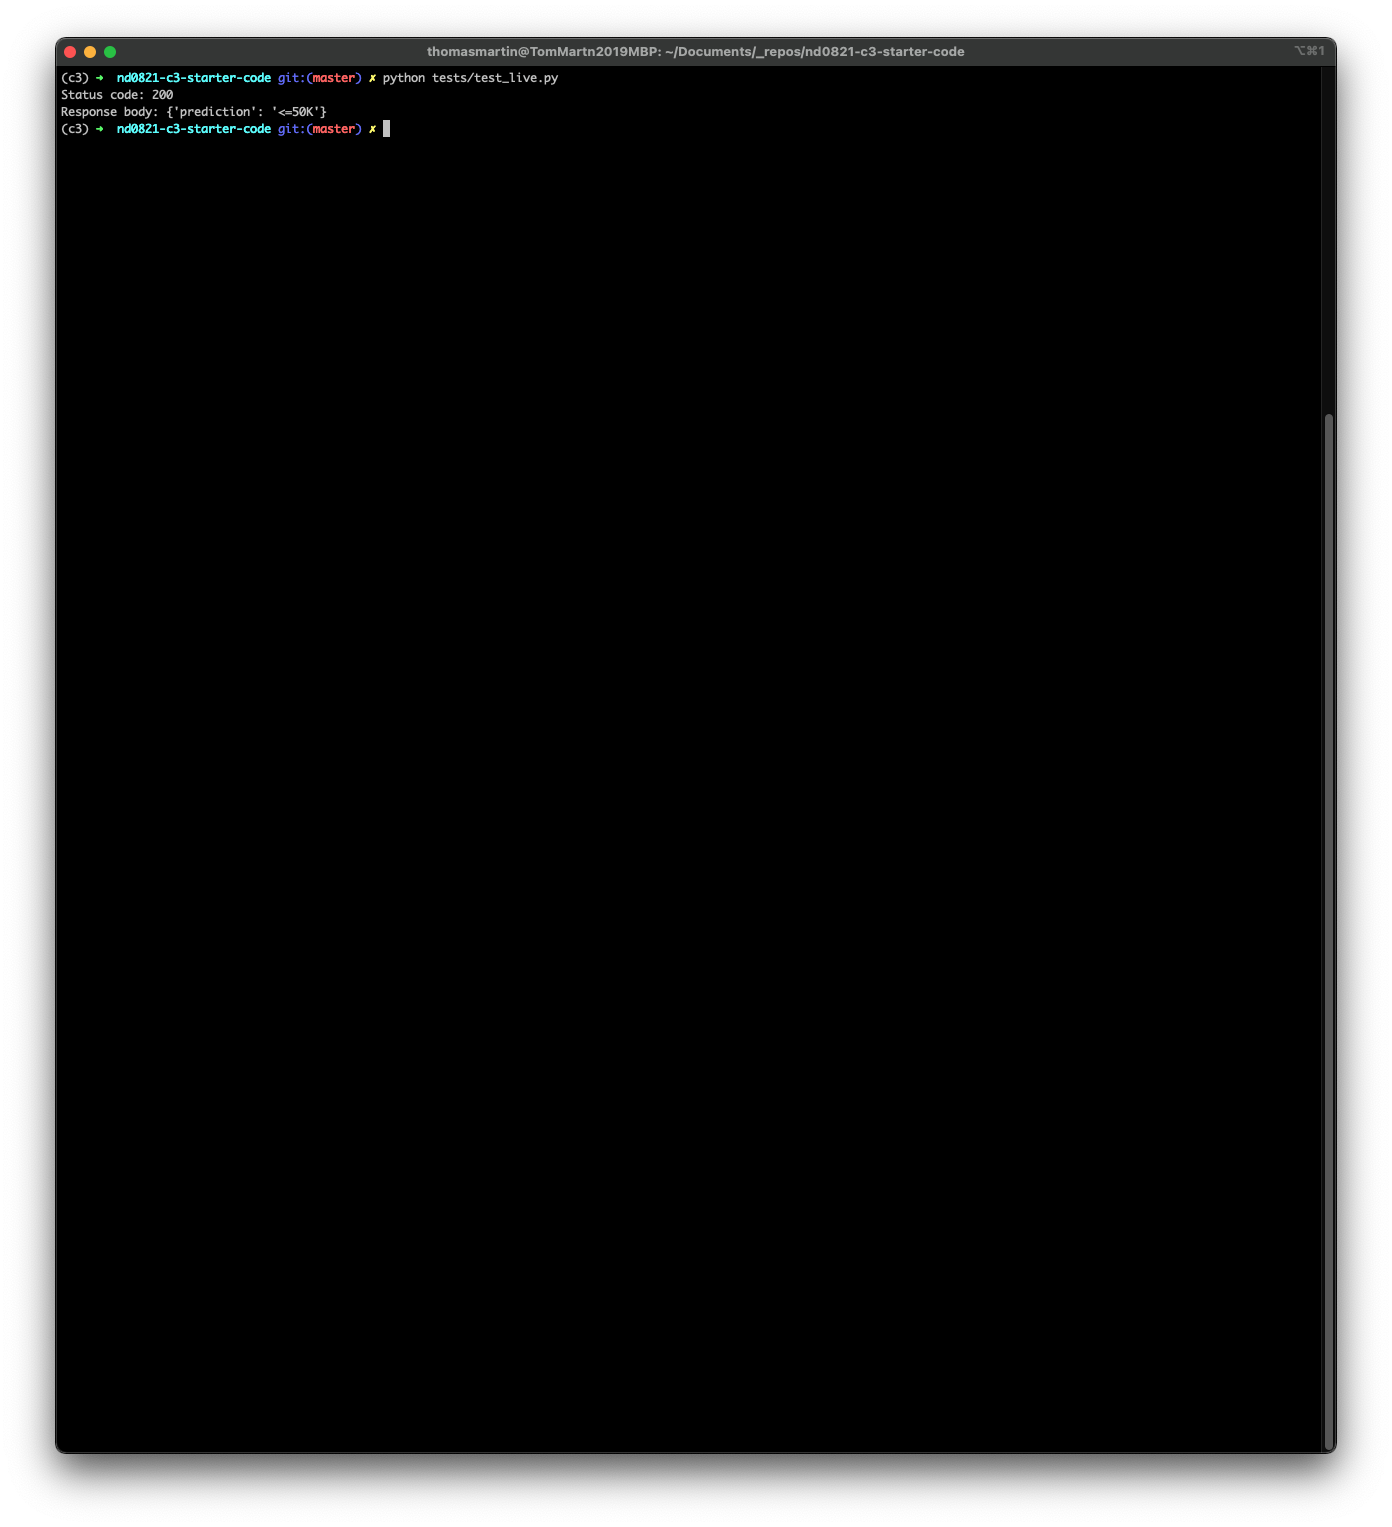 thomasmartin@TomMartn2019MBP: ~/Documents/_repos/nd0821-c3-starter-code
⌥⌘1
(c3) ➜  nd0821-c3-starter-code git:(master) ✗ python tests/test_live.py
Status code: 200
Response body: {'prediction': '<=50K'}
(c3) ➜  nd0821-c3-starter-code git:(master) ✗